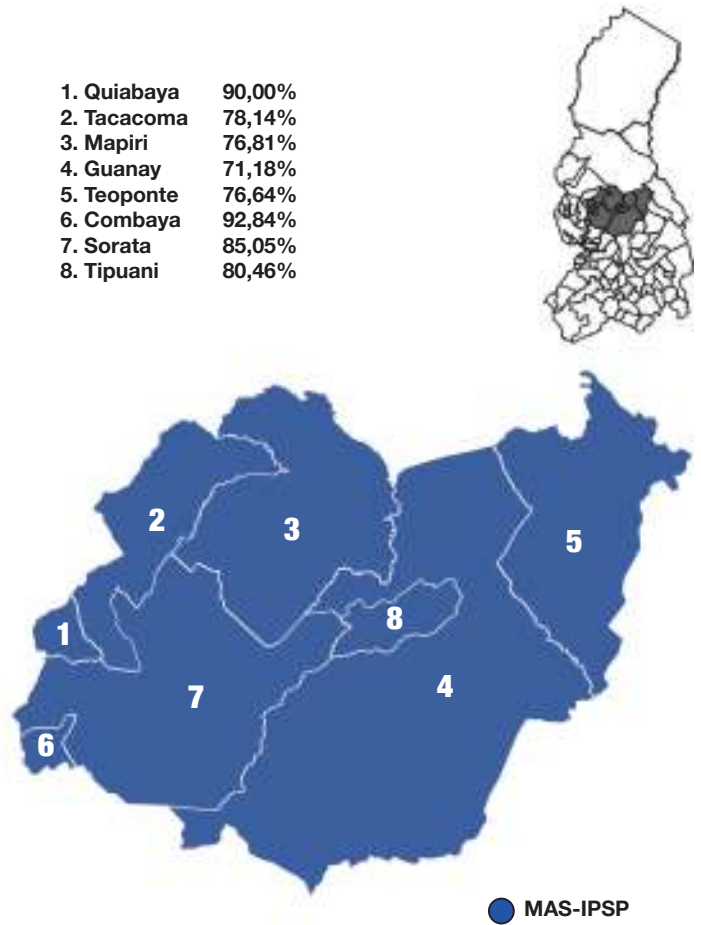 1. Quiabaya 90,00%
2. Tacacoma 78,14%
3. Mapiri 76,81%
4. Guanay 71,18%
5. Teoponte 76,64%
6. Combaya 92,84%
7. Sorata 85,05%
8. Tipuani 80,46%
2
3
5
1
8
7
4
6
MAS-IPSP